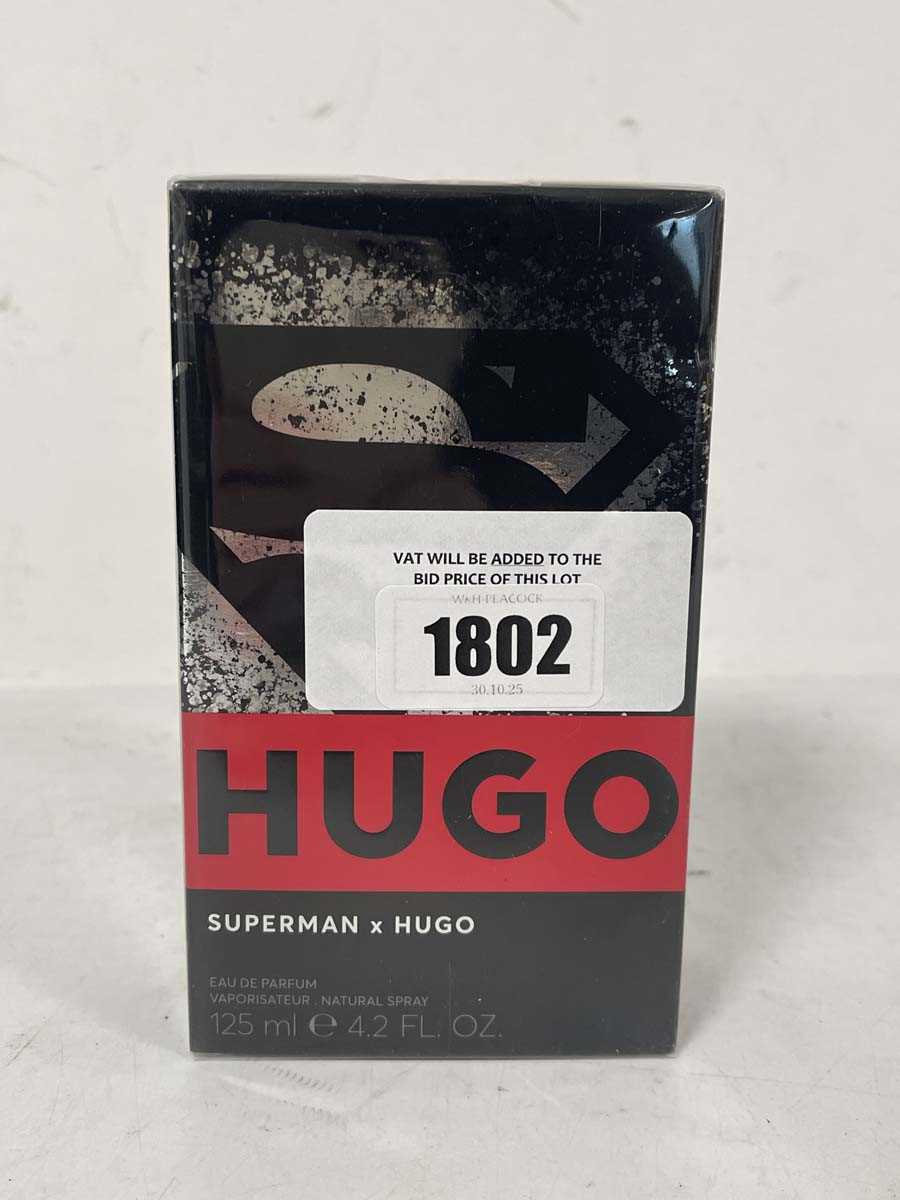 VAT WILL BE ADDED TO THE
BID PRICE OF THIS LOT
W&H PEACOCK
1802
30.10.25
HUGO
SUPERMAN x HUGO
EAU DE PARFUM
VAPORISATEUR . NATURAL SPRAY
125 ml ℮ 4.2 FL. OZ.